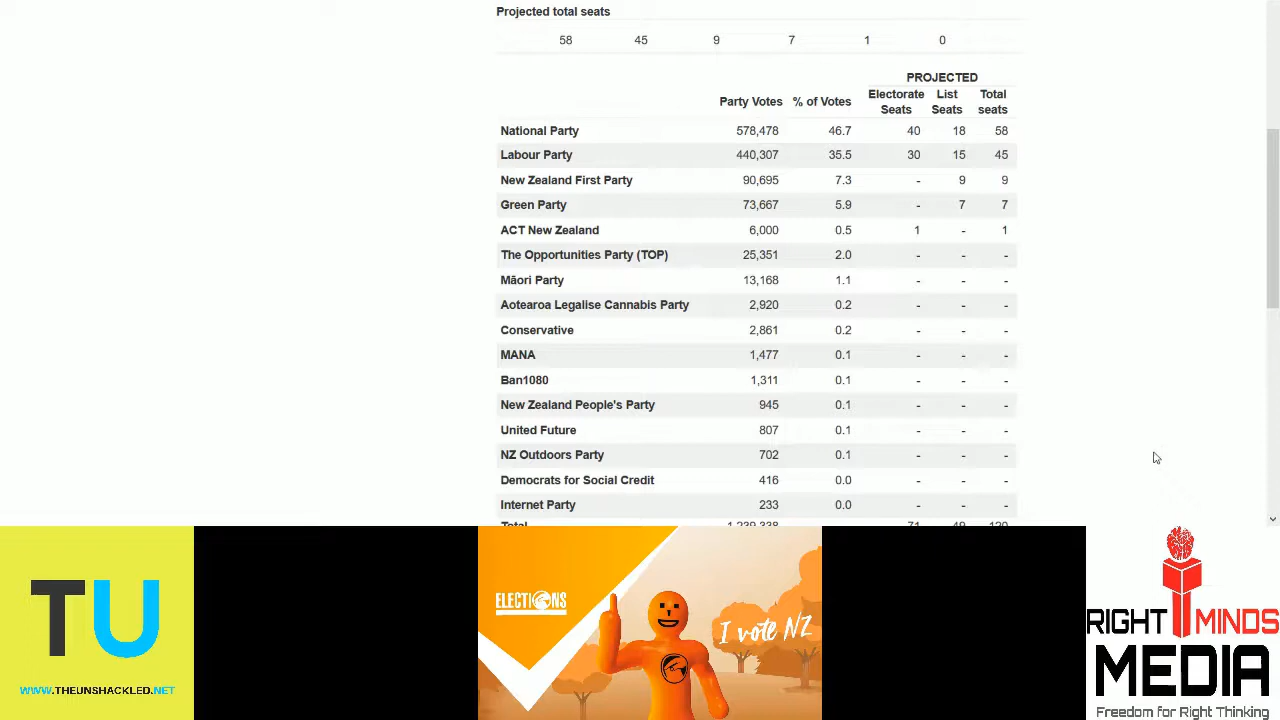 Projected total seats
58 45 9 7 1 0
PROJECTED
Party Votes % of Votes Electorate Seats List Seats Total seats
National Party 578,478 46.7 40 18 58
Labour Party 440,307 35.5 30 15 45
New Zealand First Party 90,695 7.3 - 9 9
Green Party 73,667 5.9 - 7 7
ACT New Zealand 6,000 0.5 1 - 1
The Opportunities Party (TOP) 25,351 2.0 - - -
Māori Party 13,168 1.1 - - -
Aotearoa Legalise Cannabis Party 2,920 0.2 - - -
Conservative 2,861 0.2 - - -
MANA 1,477 0.1 - - -
Ban1080 1,311 0.1 - - -
New Zealand People's Party 945 0.1 - - -
United Future 807 0.1 - - -
NZ Outdoors Party 702 0.1 - - -
Democrats for Social Credit 416 0.0 - - -
Internet Party 233 0.0 - - -
Total 1,239,338 71 49 120
TU
WWW.THEUNSHACKLED.NET
ELECTIONS
I vote NZ
RIGHT MINDS
MEDIA
Freedom for Right Thinking